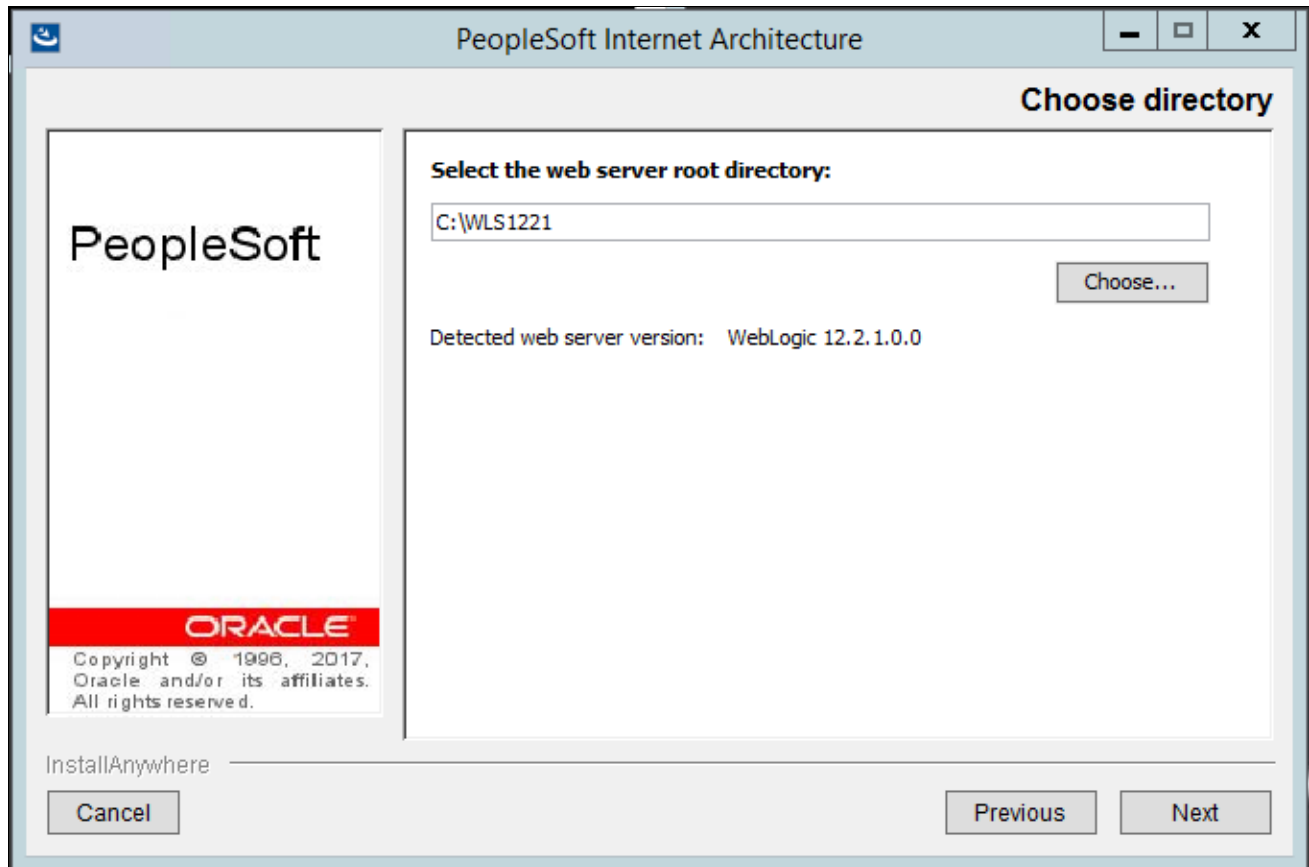 PeopleSoft Internet Architecture
Choose directory
PeopleSoft
ORACLE
Copyright © 1996, 2017,
Oracle and/or its affiliates.
All rights reserved.
Select the web server root directory:
C:\WLS1221
Choose...
Detected web server version: WebLogic 12.2.1.0.0
InstallAnywhere
Cancel
Previous
Next